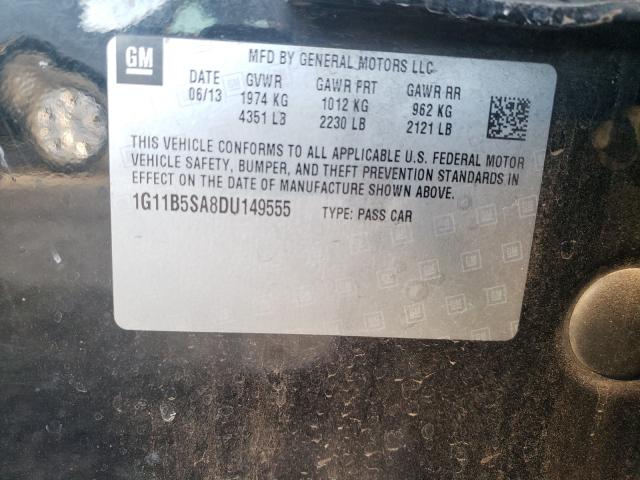 GM
MFD BY GENERAL MOTORS LLC
DATE GVWR GAWR FRT GAWR RR
06/13 1974 KG 1012 KG 962 KG
4351 LB 2230 LB 2121 LB
THIS VEHICLE CONFORMS TO ALL APPLICABLE U.S. FEDERAL MOTOR
VEHICLE SAFETY, BUMPER, AND THEFT PREVENTION STANDARDS IN
EFFECT ON THE DATE OF MANUFACTURE SHOWN ABOVE.
1G11B5SA8DU149555 TYPE: PASS CAR